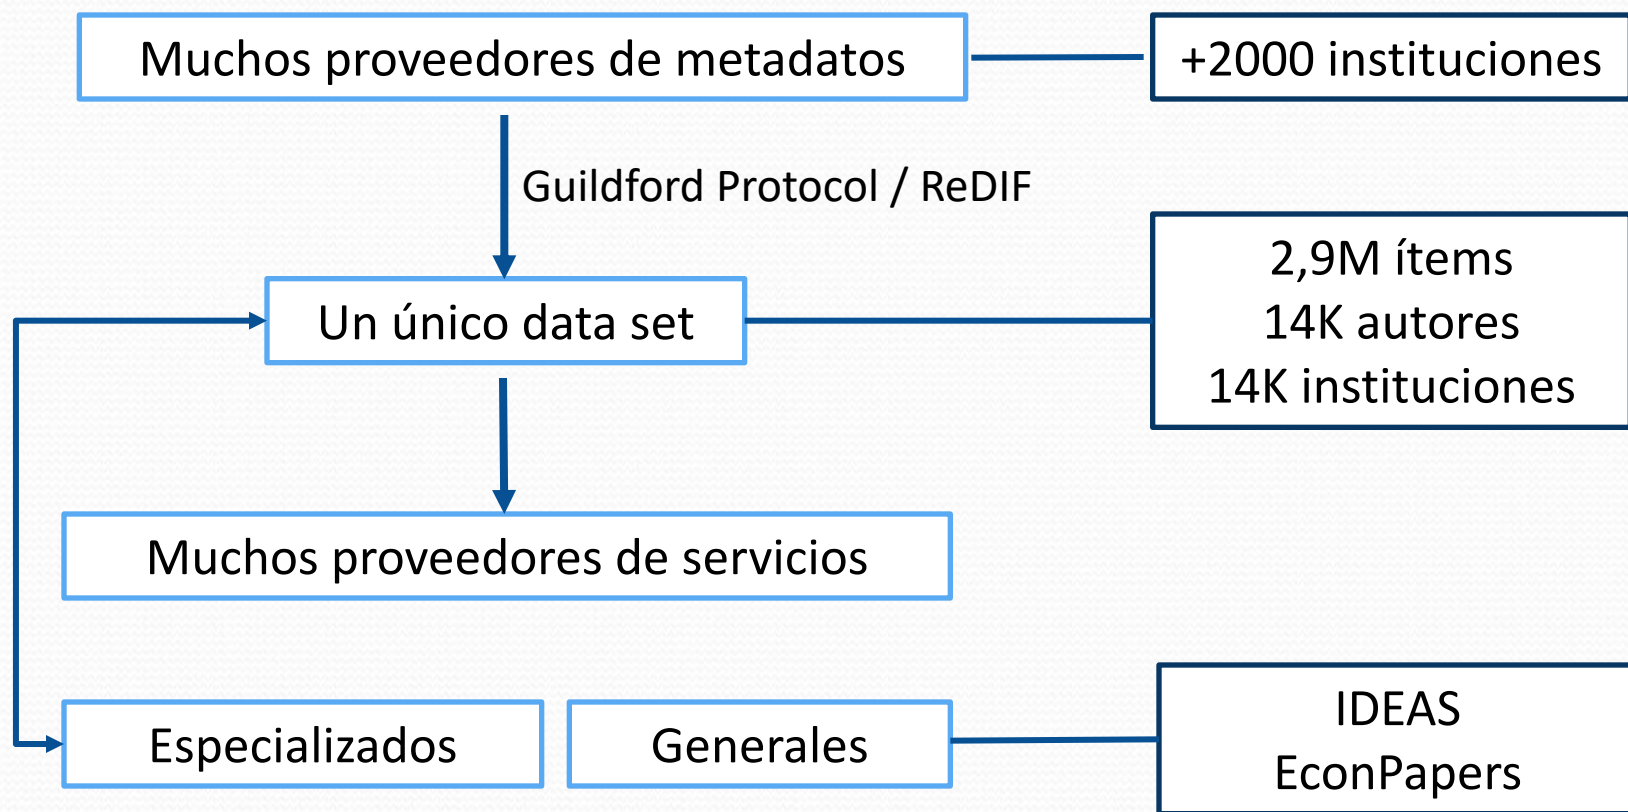 Muchos proveedores de metadatos
+2000 instituciones
Guildford Protocol / ReDIF
Un único data set
2,9M ítems
14K autores
14K instituciones
Muchos proveedores de servicios
Especializados
Generales
IDEAS
EconPapers